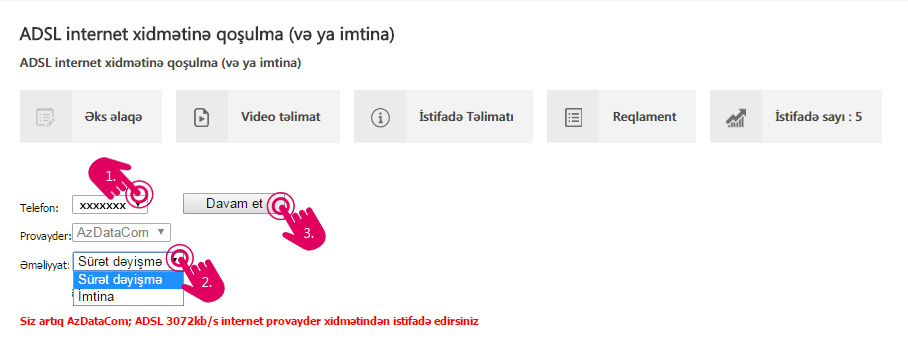 ADSL internet xidmətinə qoşulma (və ya imtina)
ADSL internet xidmətinə qoşulma (və ya imtina)
Əks əlaqə Video təlimat İstifadə Təlimatı Reqlament İstifadə sayı : 5
1.
Telefon: xxxxxxx Davam et
3.
Provayder: AzDataCom
Əməliyyat: Sürət dəyişmə
2.
Sürət dəyişmə
İmtina
Siz artıq AzDataCom; ADSL 3072kb/s internet provayder xidmətindən istifadə edirsiniz